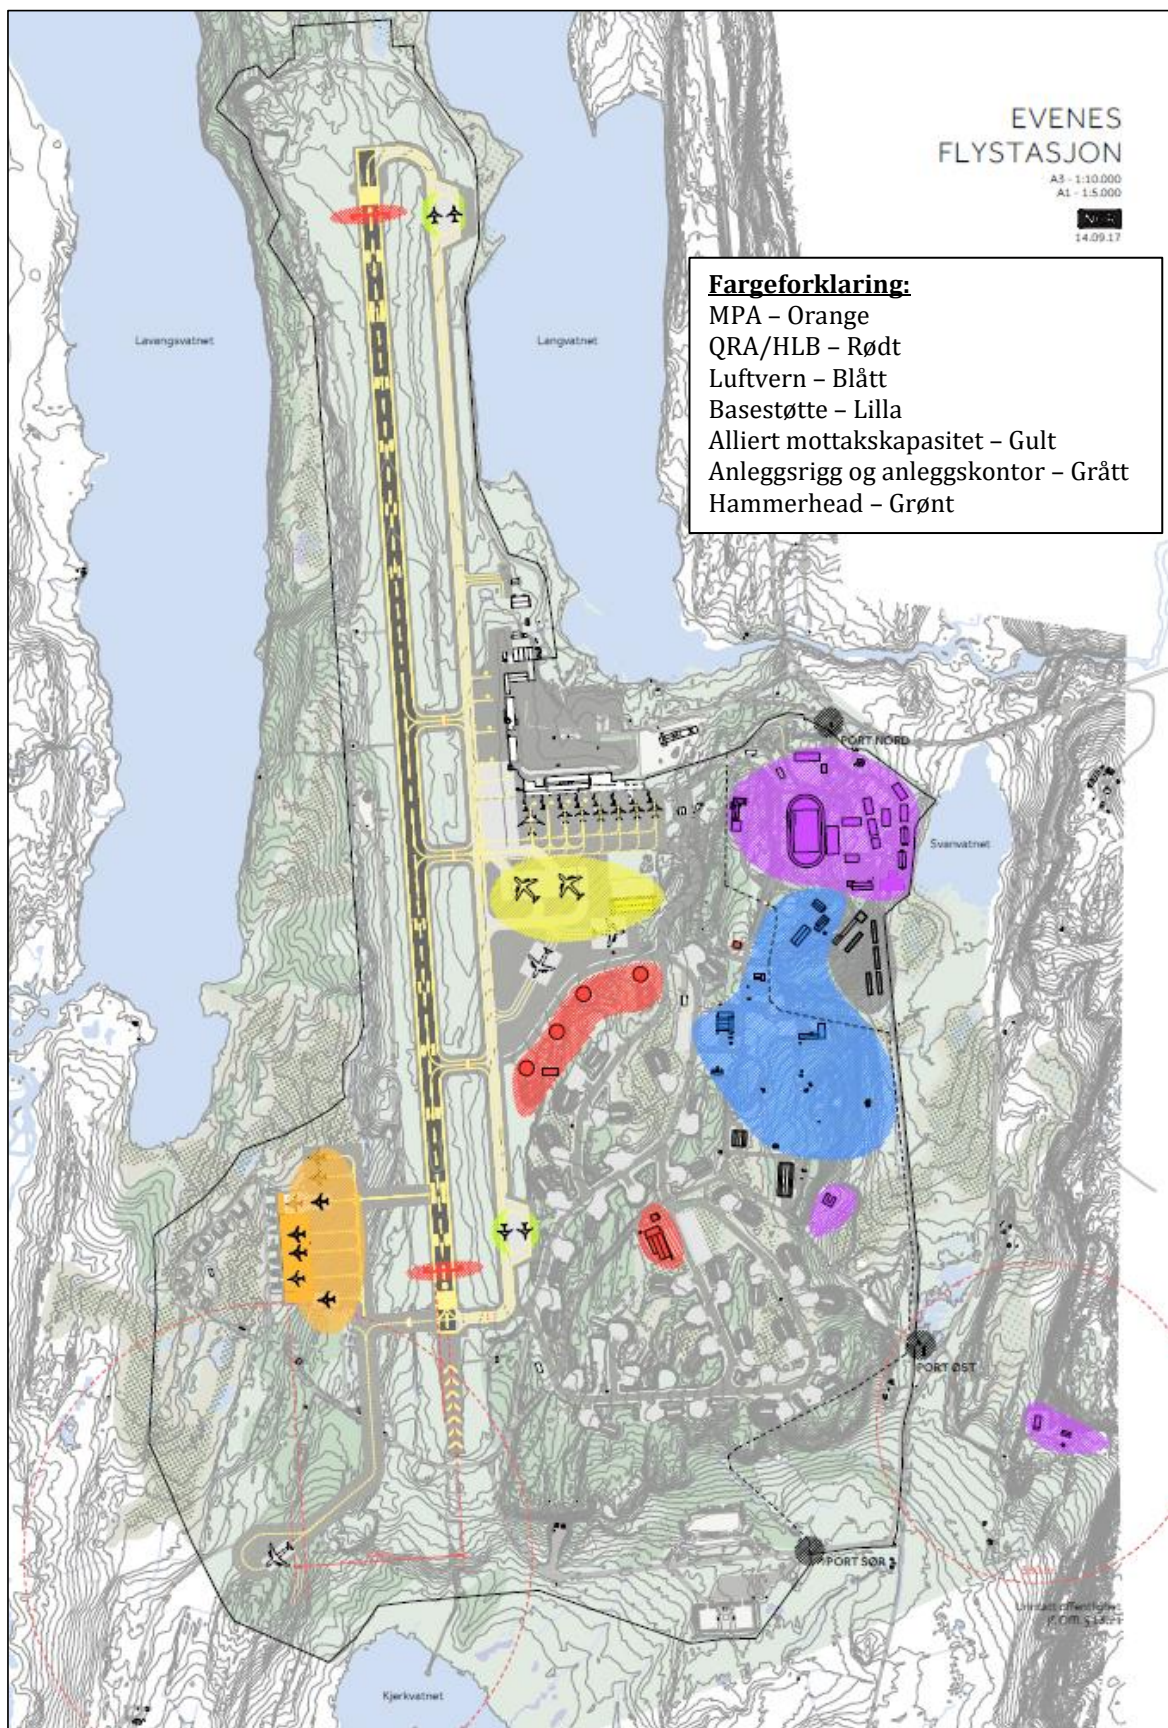 EVENES
FLYSTASJON
A3 - 1:10.000
A1 - 1:5.000
14.09.17
Fargeforklaring:
MPA – Orange
QRA/HLB – Rødt
Luftvern – Blått
Basestøtte – Lilla
Alliert mottakskapasitet – Gult
Anleggsrigg og anleggskontor – Grått
Hammerhead – Grønt
Lavangsvatnet
Langvatnet
PORT NORD
Svanvatnet
PORT ØST
PORT SØR
Unntatt offentlighet
Kjerkvatnet